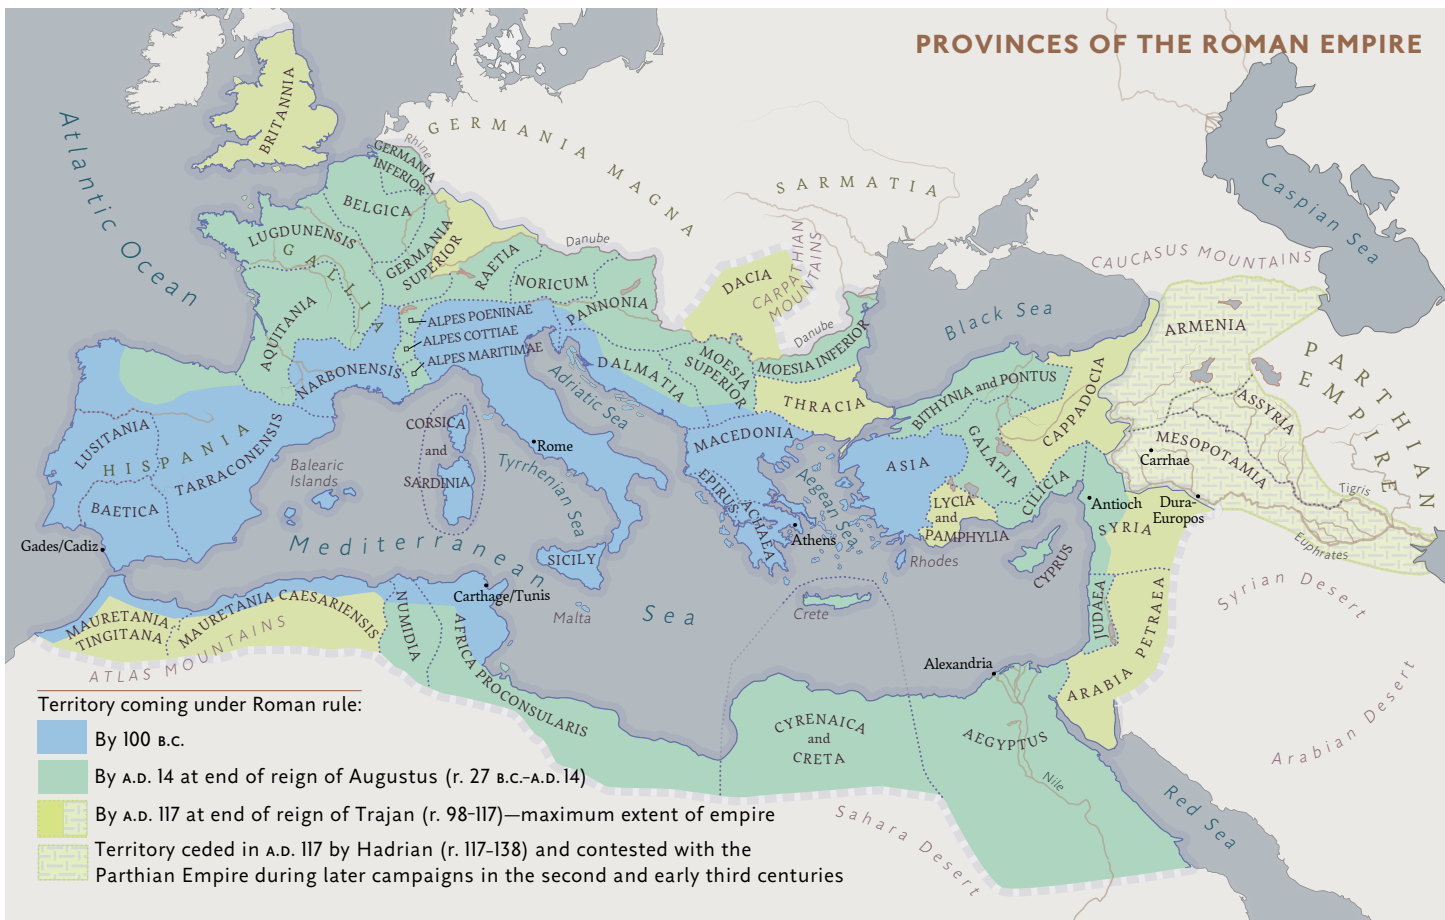 PROVINCES OF THE ROMAN EMPIRE
Atlantic Ocean
BRITANNIA
GERMANIA MAGNA
SARMATIA
Caspian Sea
CAUCASUS MOUNTAINS
Rhine
GERMANIA
INFERIOR
BELGICA
LUGDUNENSIS
GALLIA
GERMANIA
SUPERIOR
RAETIA
NORICUM
Danube
PANNONIA
DACIA
CARPATHIAN
MOUNTAINS
Danube
AQUITANIA
NARBONENSIS
ALPES POENINAE
ALPES COTTIAE
ALPES MARITIMAE
DALMATIA
MOESIA
SUPERIOR
MOESIA INFERIOR
Black Sea
ARMENIA
PARTHIAN
EMPIRE
Adriatic Sea
THRACIA
BITHYNIA and PONTUS
CAPPADOCIA
ASSYRIA
MESOPOTAMIA
Carrhae
Tigris
Euphrates
LUSITANIA
HISPANIA
TARRACONENSIS
BAETICA
Gades/Cadiz
Balearic
Islands
CORSICA
and
SARDINIA
Rome
Tyrrhenian Sea
MACEDONIA
EPIRUS
ACHAEA
Aegean Sea
Athens
ASIA
GALATIA
LYCIA
and
PAMPHYLIA
CILICIA
Antioch
Dura-
Europos
SYRIA
Rhodes
CYPRUS
Mediterranean
Sea
SICILY
Malta
Crete
Syrian Desert
JUDAEA
ARABIA PETRAEA
Arabian Desert
MAURETANIA
TINGITANA
MAURETANIA CAESARIENSIS
ATLAS MOUNTAINS
NUMIDIA
Carthage/Tunis
AFRICA PROCONSULARIS
Alexandria
CYRENAICA
and
CRETA
AEGYPTUS
Nile
Red Sea
Sahara Desert
Territory coming under Roman rule:
By 100 B.C.
By A.D. 14 at end of reign of Augustus (r. 27 B.C.–A.D. 14)
By A.D. 117 at end of reign of Trajan (r. 98–117)—maximum extent of empire
Territory ceded in A.D. 117 by Hadrian (r. 117–138) and contested with the
Parthian Empire during later campaigns in the second and early third centuries